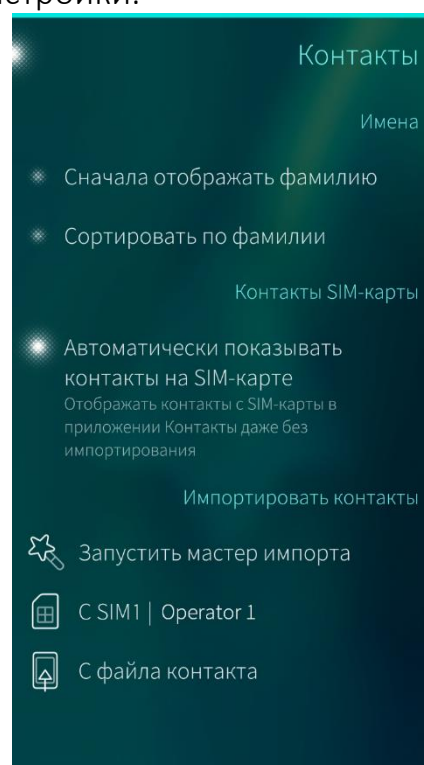 Контакты
Имена
Сначала отображать фамилию
Сортировать по фамилии
Контакты SIM-карты
Автоматически показывать
контакты на SIM-карте
Отображать контакты с SIM-карты в
приложении Контакты даже без
импортирования
Импортировать контакты
Запустить мастер импорта
С SIM1 | Operator 1
С файла контакта